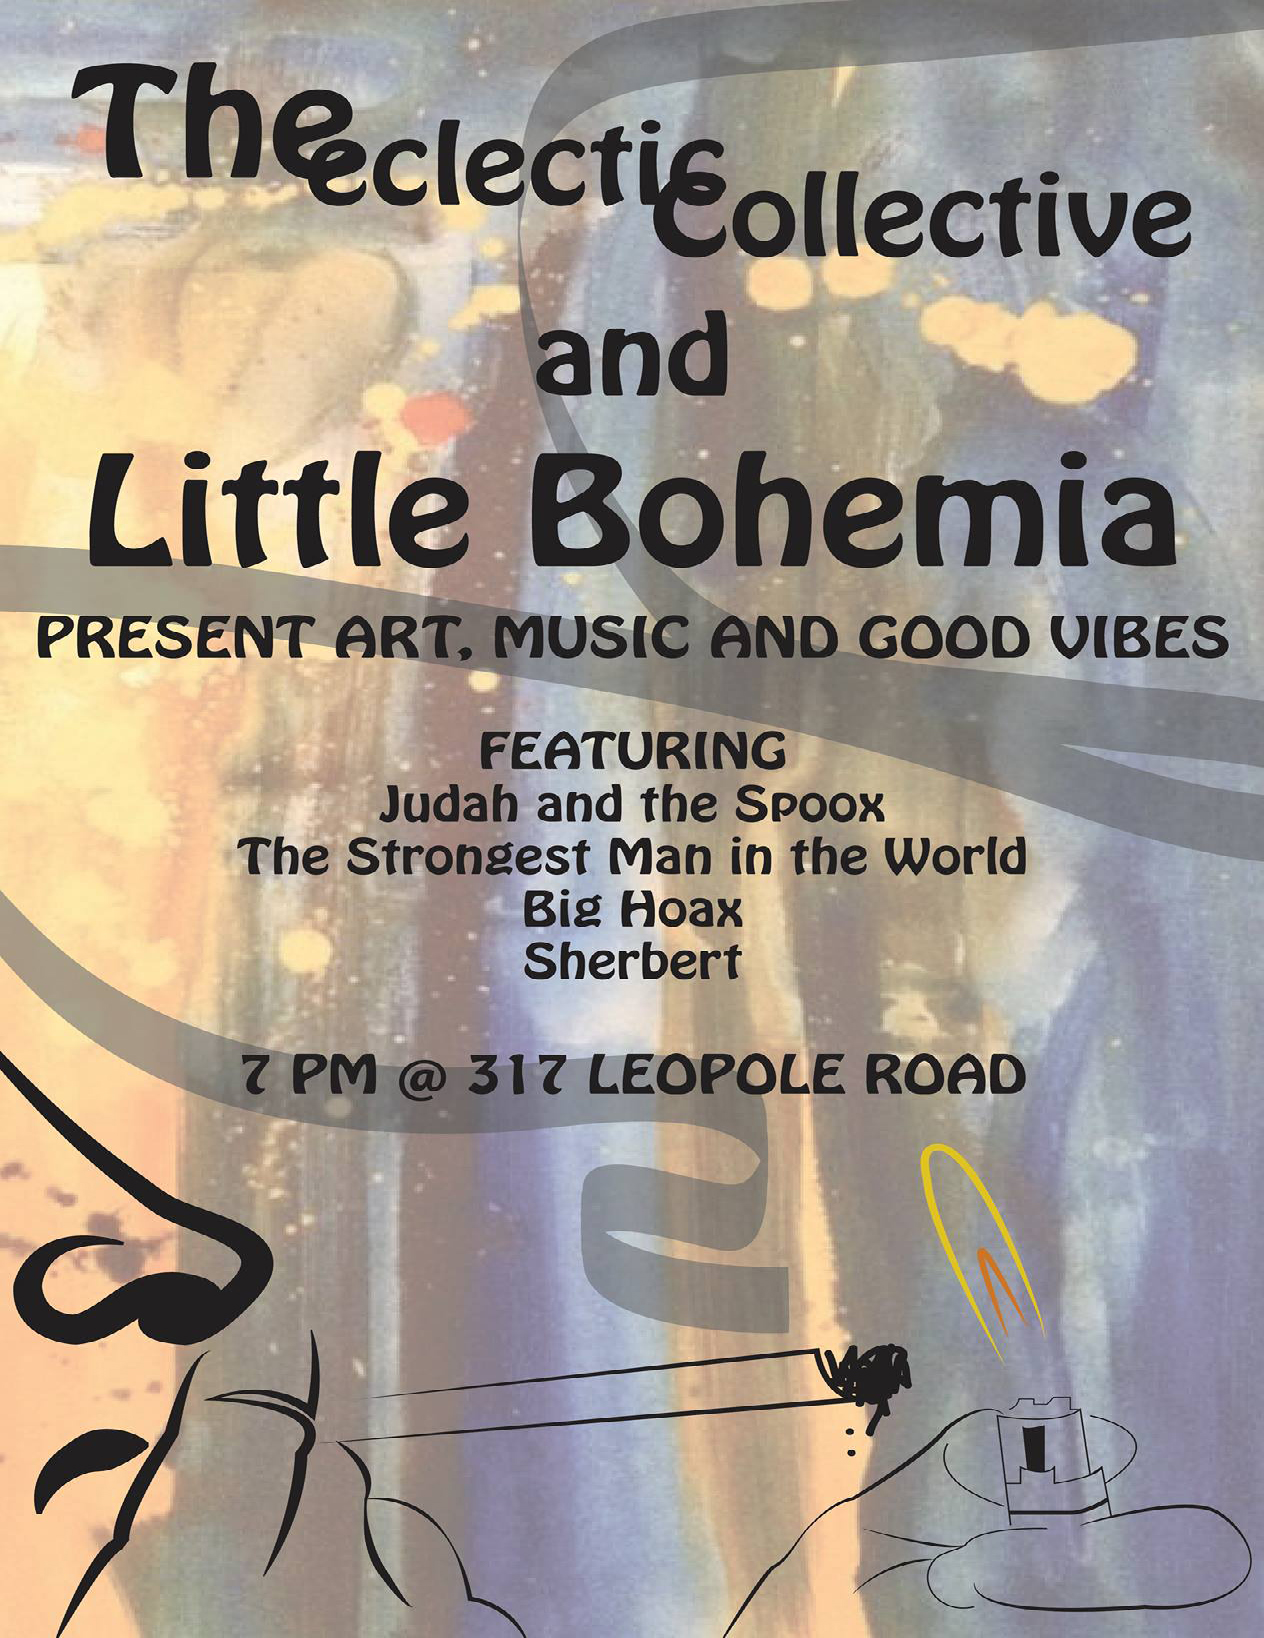 The eclectic Collective
and
Little Bohemia
PRESENT ART, MUSIC AND GOOD VIBES
FEATURING
Judah and the Spoox
The Strongest Man in the World
Big Hoax
Sherbert
7 PM @ 317 LEOPOLE ROAD